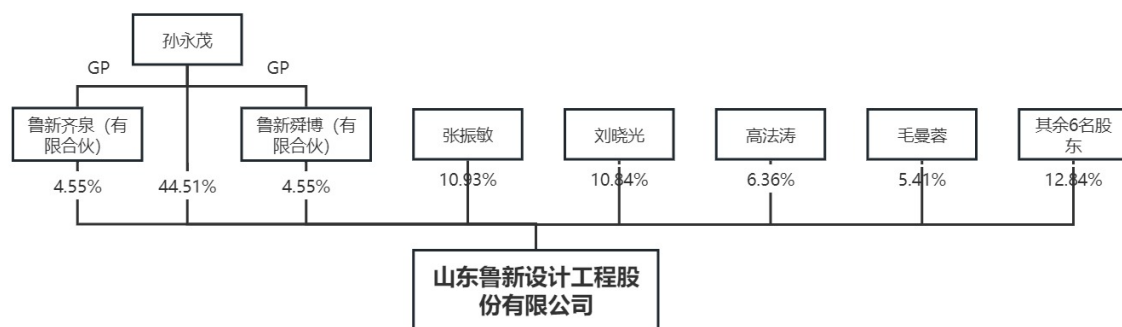 孙永茂
GP
GP
鲁新齐泉（有
限合伙）
鲁新舜博（有
限合伙）
张振敏
刘晓光
高法涛
毛曼蓉
其余6名股
东
4.55%
44.51%
4.55%
10.93%
10.84%
6.36%
5.41%
12.84%
山东鲁新设计工程股
份有限公司